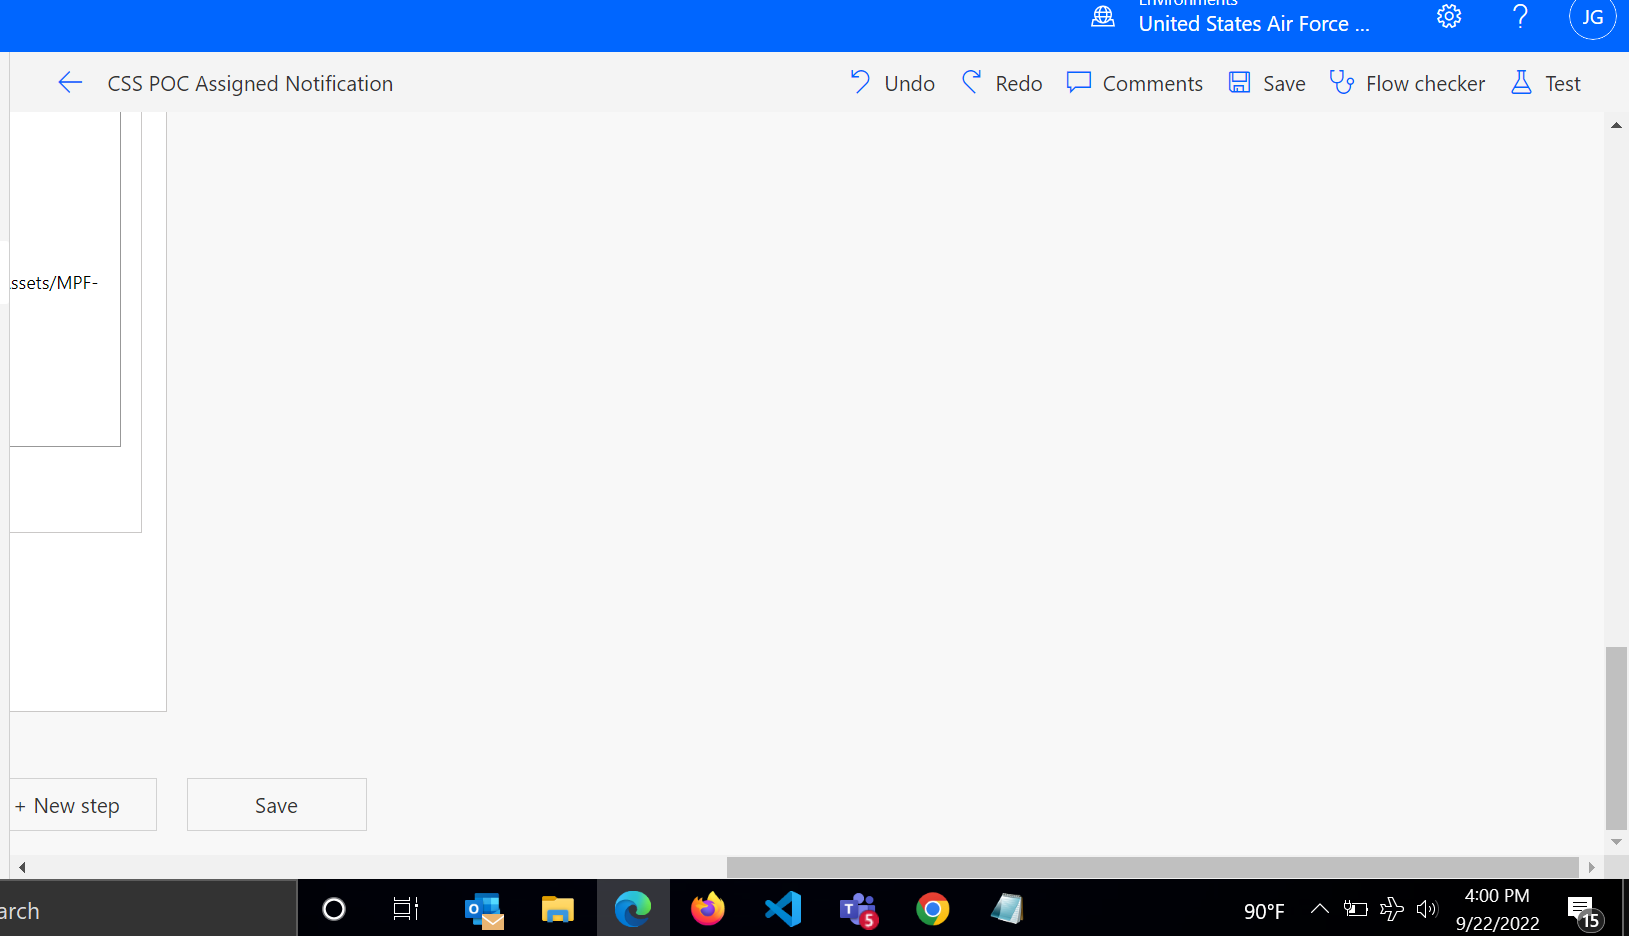 Environments
United States Air Force ...
JG
CSS POC Assigned Notification
Undo
Redo
Comments
Save
Flow checker
Test
ssets/MPF-
+ New step
Save
arch
5
90°F
4:00 PM
9/22/2022
15